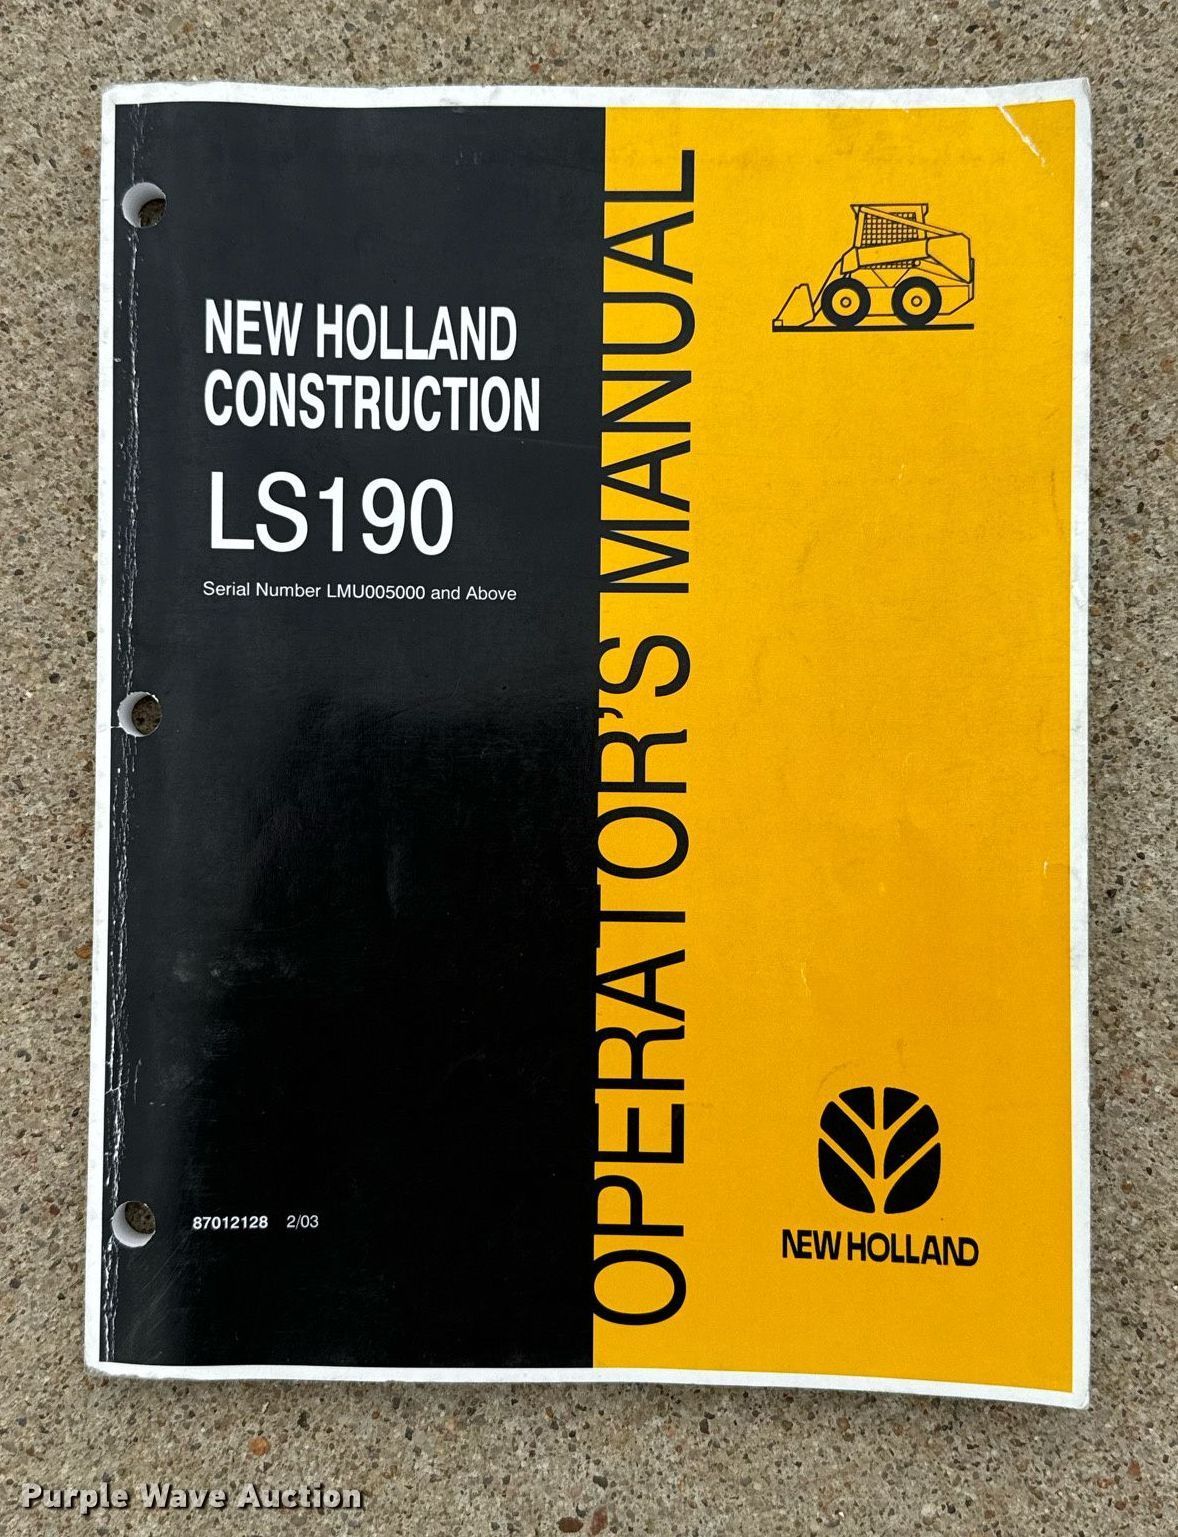 NEW HOLLAND
CONSTRUCTION
LS190
Serial Number LMU005000 and Above
87012128 2/03
OPERATOR'S MANUAL
NEW HOLLAND
Purple Wave Auction